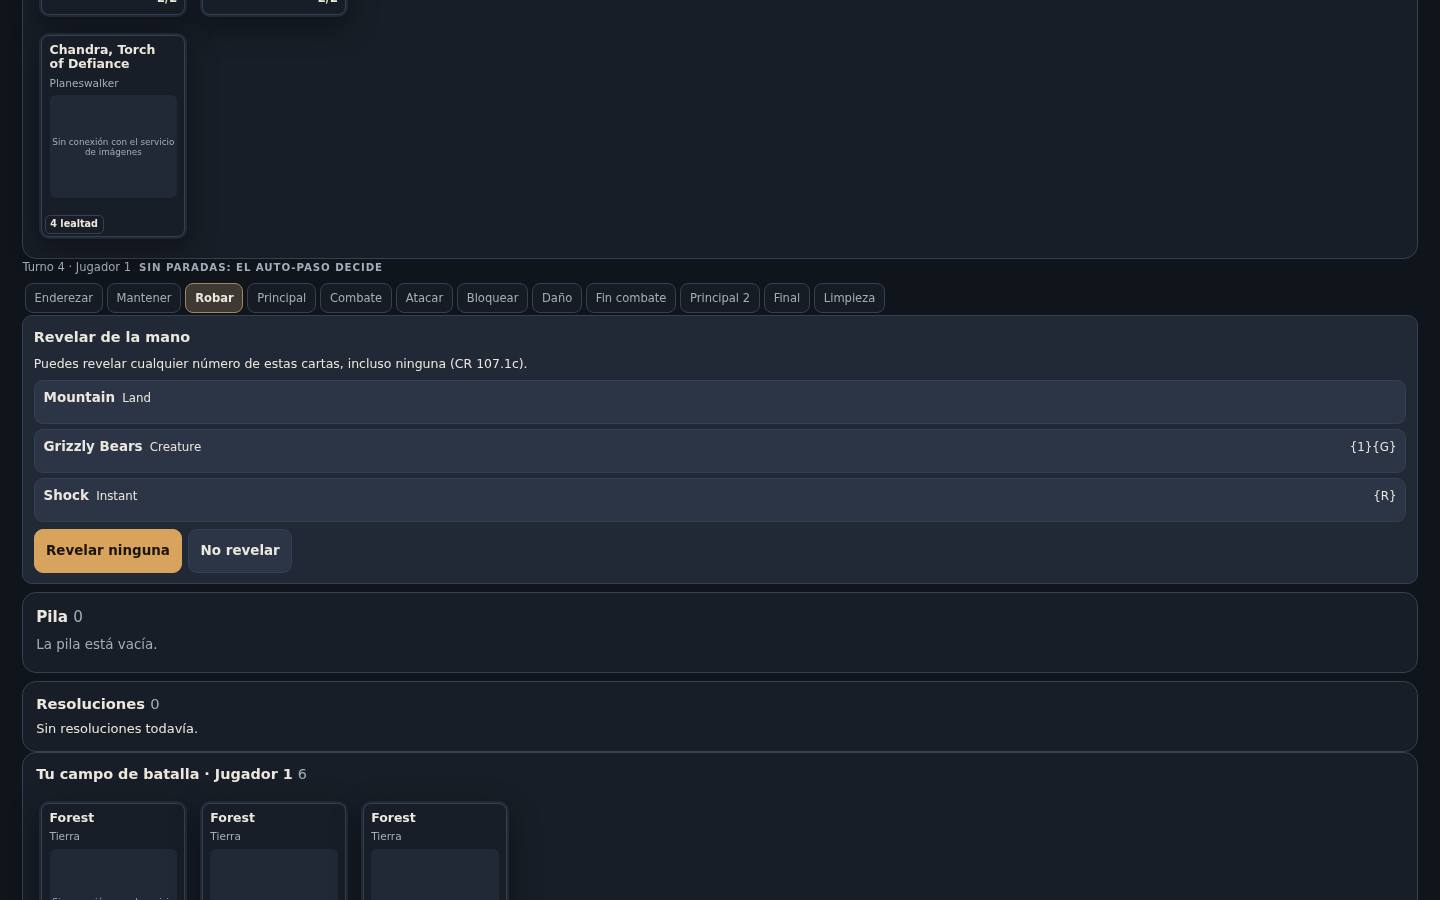 Chandra, Torch
of Defiance
Planeswalker
Sin conexión con el servicio
de imágenes
4 lealtad
Turno 4 · Jugador 1 SIN PARADAS: EL AUTO-PASO DECIDE
Enderezar Mantener Robar Principal Combate Atacar Bloquear Daño Fin combate Principal 2 Final Limpieza
Revelar de la mano
Puedes revelar cualquier número de estas cartas, incluso ninguna (CR 107.1c).
Mountain Land
Grizzly Bears Creature {1}{G}
Shock Instant {R}
Revelar ninguna No revelar
Pila 0
La pila está vacía.
Resoluciones 0
Sin resoluciones todavía.
Tu campo de batalla · Jugador 1 6
Forest Forest Forest
Tierra Tierra Tierra